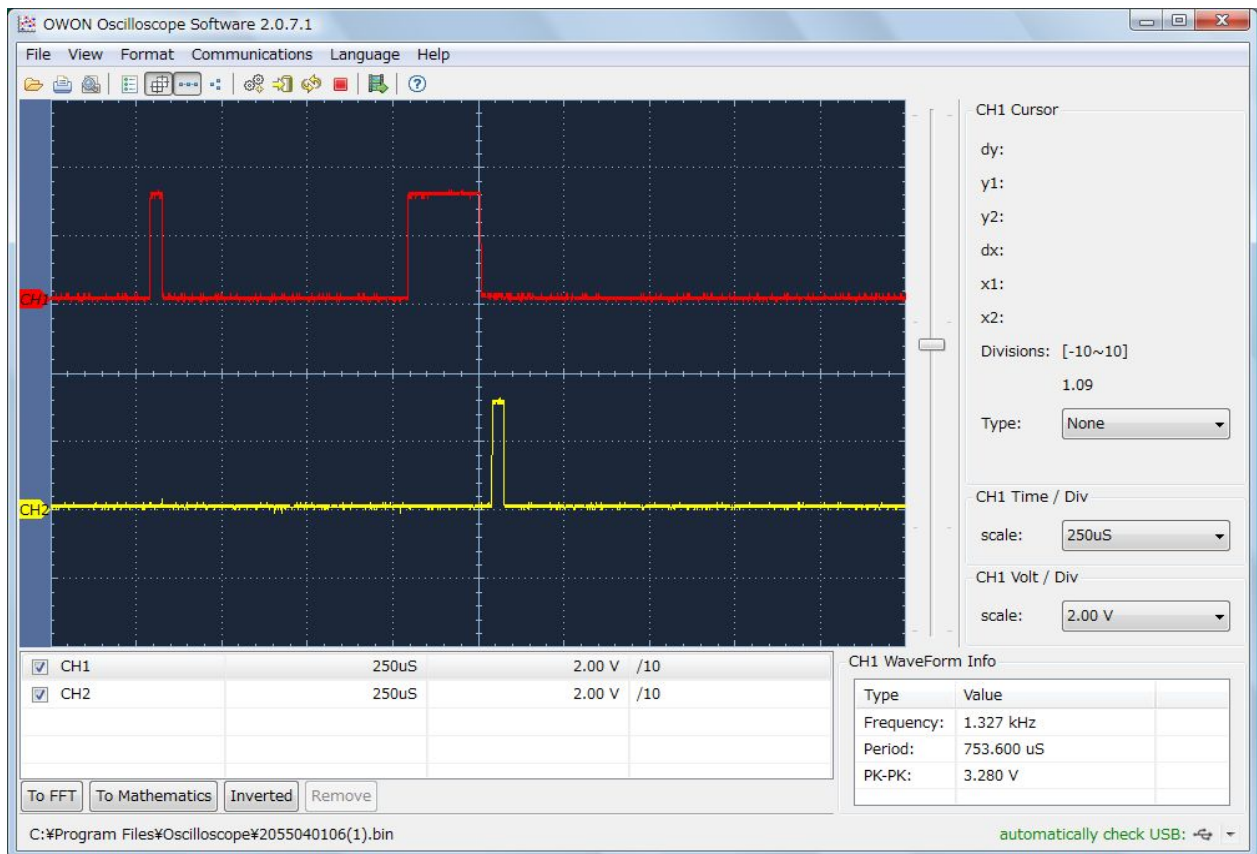 OWON Oscilloscope Software 2.0.7.1
File View Format Communications Language Help
CH1 Cursor
dy:
y1:
y2:
dx:
x1:
x2:
Divisions: [-10~10]
1.09
Type: None
CH1
CH2
CH1 Time / Div
scale: 250uS
CH1 Volt / Div
scale: 2.00 V
CH1 250uS 2.00 V /10
CH2 250uS 2.00 V /10
CH1 WaveForm Info
Type Value
Frequency: 1.327 kHz
Period: 753.600 uS
PK-PK: 3.280 V
To FFT To Mathematics Inverted Remove
C:¥Program Files¥Oscilloscope¥2055040106(1).bin
automatically check USB: